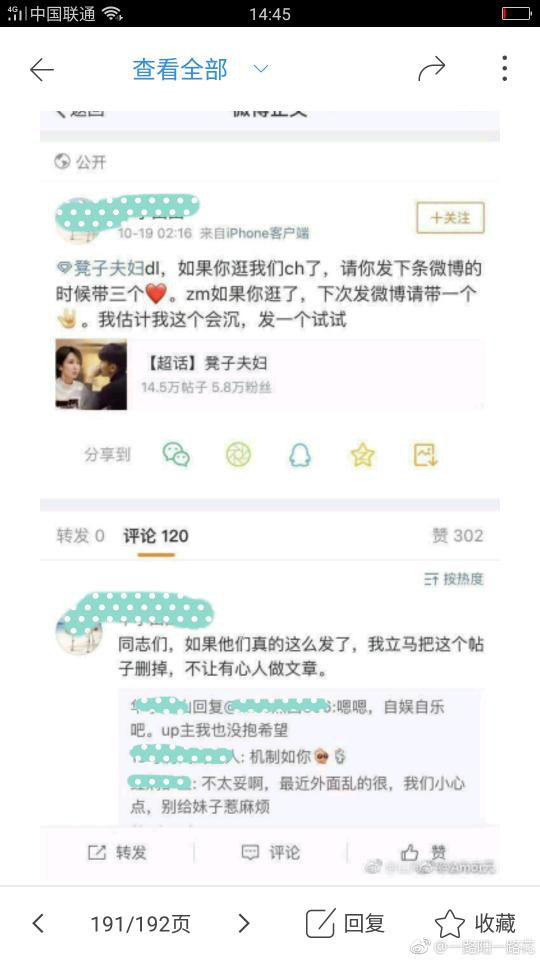 中国联通
14:45
查看全部
公开
10-19 02:16 来自iPhone客户端
+关注
凳子夫妇dl，如果你逛我们ch了，请你发下条微博的
时候带三个❤️。zm如果你逛了，下次发微博请带一个
🤟。我估计我这个会沉，发一个试试
【超话】凳子夫妇
14.5万帖子 5.8万粉丝
分享到
转发 0 评论 120 赞 302
按热度
同志们，如果他们真的这么发了，我立马把这个帖
子删掉，不让有心人做文章。
回复@ :嗯嗯，自娱自乐
吧。up主我也没抱希望
人: 机制如你
: 不太妥啊，最近外面乱的很，我们小心
点，别给妹子惹麻烦
转发 评论 赞
191/192页 回复 收藏
@一路阳一路花